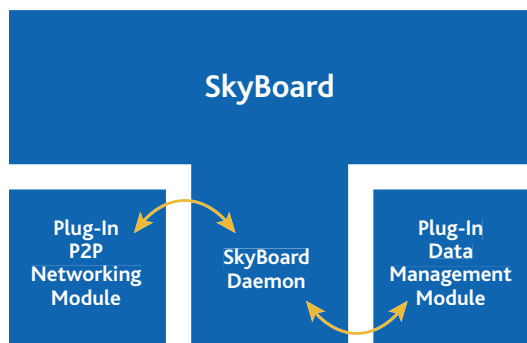 SkyBoard
Plug-In
P2P
Networking
Module
SkyBoard
Daemon
Plug-In
Data
Management
Module